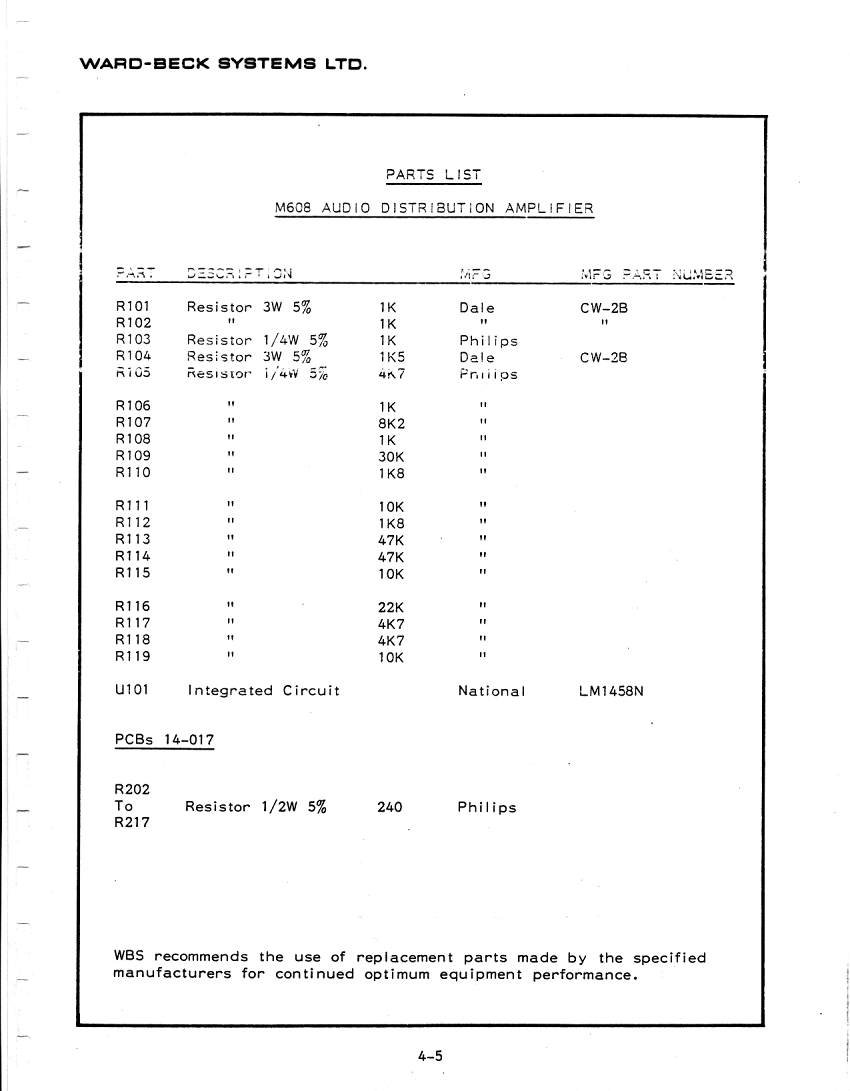 WARD-BECK SYSTEMS LTD.
PARTS LIST
M608 AUDIO DISTRIBUTION AMPLIFIER
PART DESCRIPTION MFG MFG PART NUMBER
R101 Resistor 3W 5% 1K Dale CW-2B
R102 " 1K " "
R103 Resistor 1/4W 5% 1K Philips
R104 Resistor 3W 5% 1K5 Dale CW-2B
R105 Resistor 1/4W 5% 4K7 Philips
R106 " 1K "
R107 " 8K2 "
R108 " 1K "
R109 " 30K "
R110 " 1K8 "
R111 " 10K "
R112 " 1K8 "
R113 " 47K "
R114 " 47K "
R115 " 10K "
R116 " 22K "
R117 " 4K7 "
R118 " 4K7 "
R119 " 10K "
U101 Integrated Circuit National LM1458N
PCBs 14-017
R202
To Resistor 1/2W 5% 240 Philips
R217
WBS recommends the use of replacement parts made by the specified
manufacturers for continued optimum equipment performance.
4-5